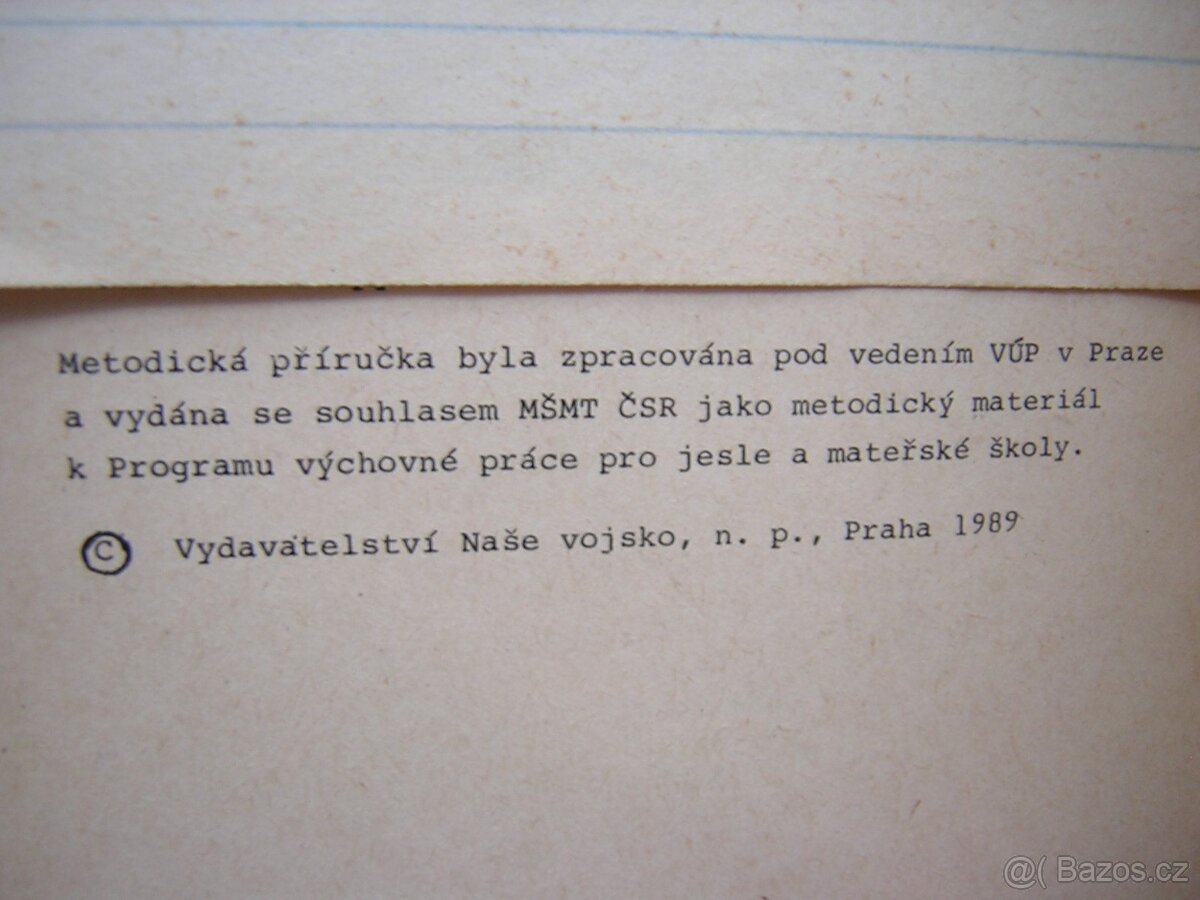 Metodická příručka byla zpracována pod vedením VÚP v Praze
a vydána se souhlasem MŠMT ČSR jako metodický materiál
k Programu výchovné práce pro jesle a mateřské školy.
© Vydavatelství Naše vojsko, n. p., Praha 1989
@( Bazos.cz